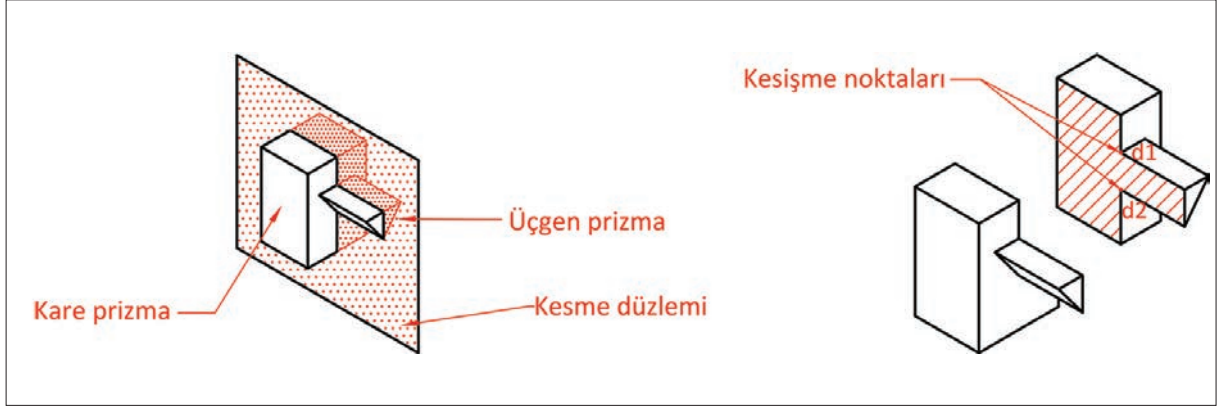 Kesişme noktaları
d1
d2
Üçgen prizma
Kare prizma
Kesme düzlemi